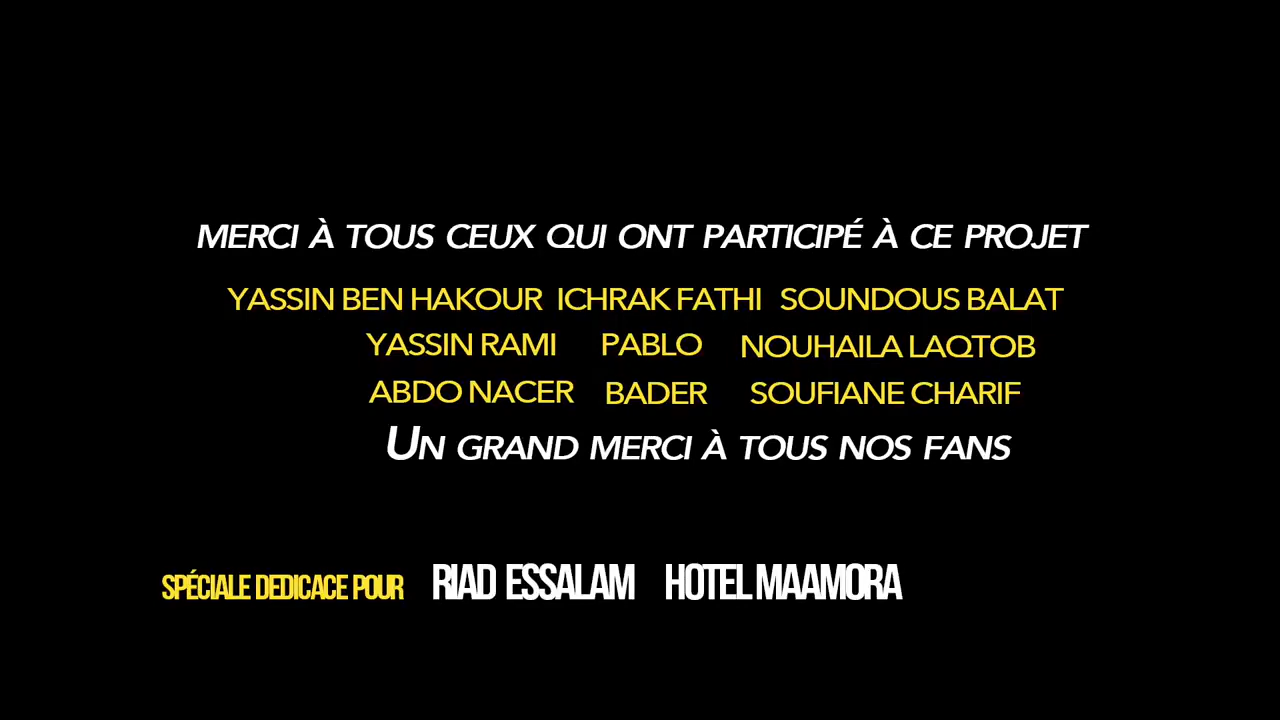 MERCI À TOUS CEUX QUI ONT PARTICIPÉ À CE PROJET
YASSIN BEN HAKOUR ICHRAK FATHI SOUNDOUS BALAT
YASSIN RAMI PABLO NOUHAILA LAQTOB
ABDO NACER BADER SOUFIANE CHARIF
UN GRAND MERCI À TOUS NOS FANS
SPÉCIALE DEDICACE POUR RIAD ESSALAM HOTEL MAAMORA